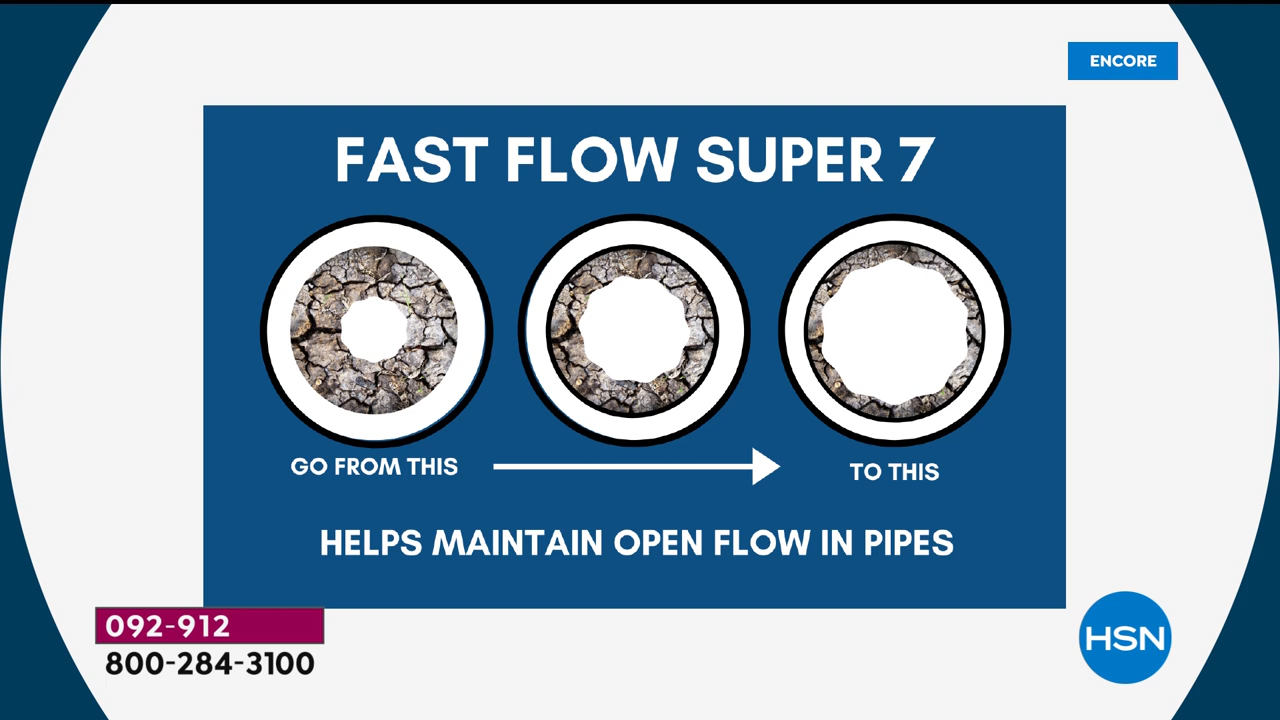 ENCORE
FAST FLOW SUPER 7
GO FROM THIS
TO THIS
HELPS MAINTAIN OPEN FLOW IN PIPES
092-912
800-284-3100
HSN